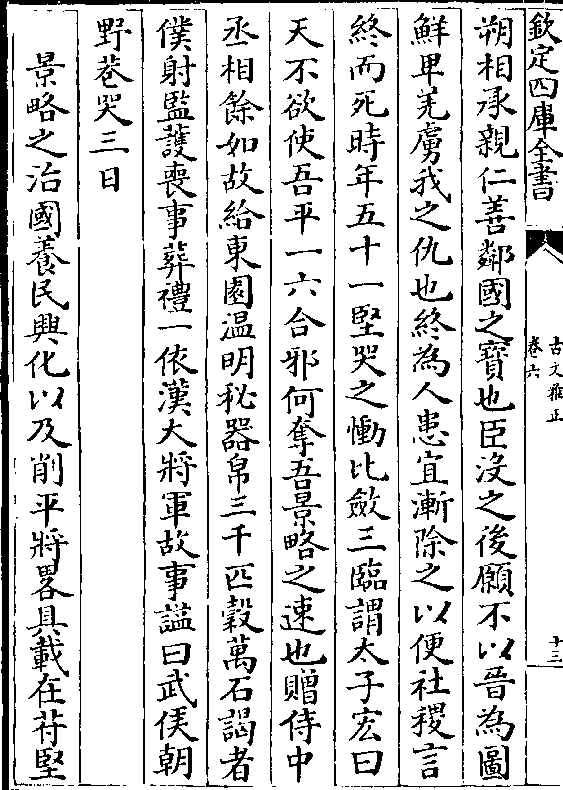 欽定四庫全書
古文雅正
卷六
十三
朔相承親仁善鄰國之寶也臣沒之後願不以晉為圖
鮮卑羌虜我之仇也終為人患宜漸除之以便社稷言
終而死時年五十一堅哭之慟比斂三臨謂太子宏曰
天不欲使吾平一六合邪何奪吾景略之速也贈侍中
丞相餘如故給東園温明秘器帛三千匹穀萬石謁者
僕射監護喪事葬禮一依漢大將軍故事諡曰武侯朝
野巷哭三日
景略之治國養民興化以及削平將畧具載在苻堅